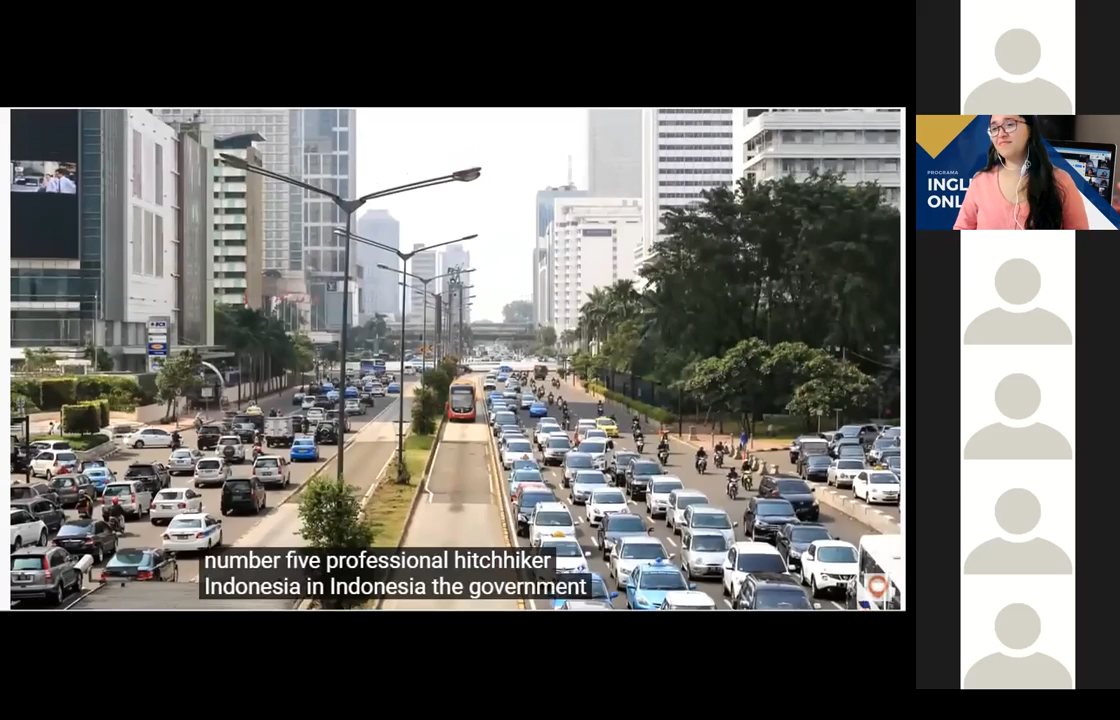 number five professional hitchhiker
Indonesia in Indonesia the government
PROGRAMA
INGL
ONL